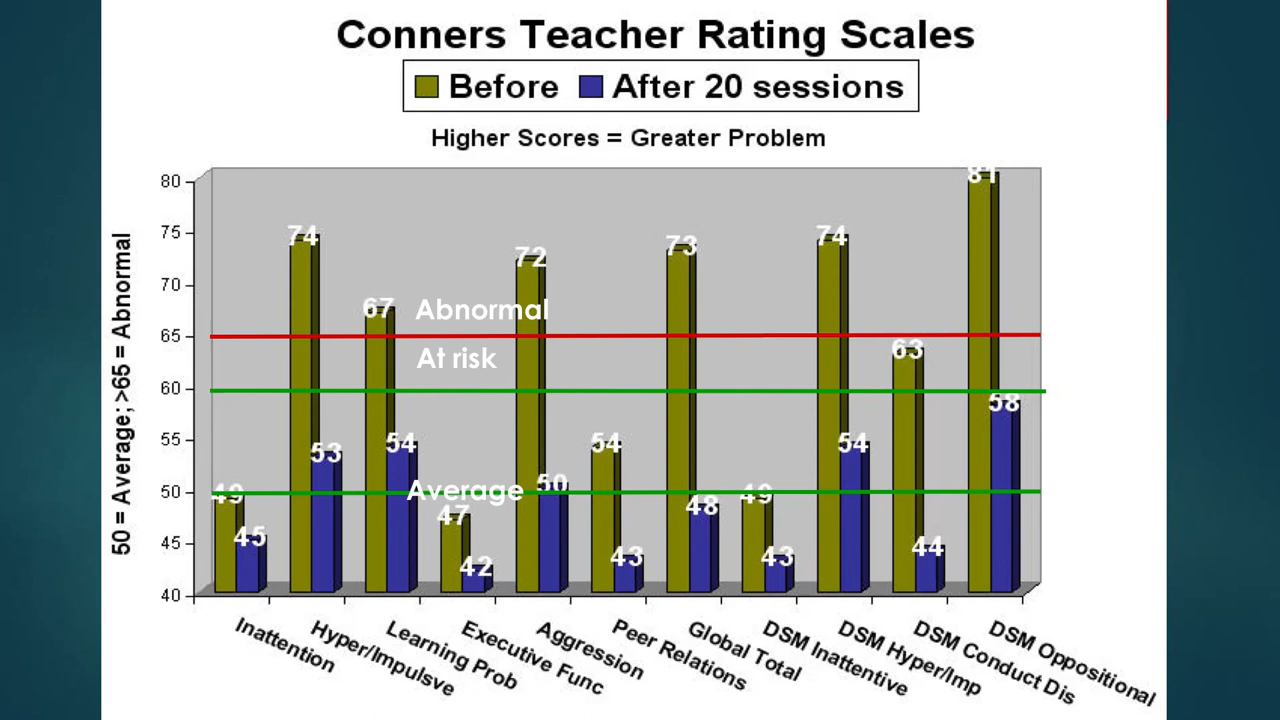 Conners Teacher Rating Scales
Before After 20 sessions
Higher Scores = Greater Problem
50 = Average; >65 = Abnormal
80
75
70
65
60
55
50
45
40
Abnormal
At risk
Average
49 45
74 53
67 54
47 42
72 50
54 43
73 48
49 43
74 54
63 44
81 58
Inattention
Hyper/Impulsve
Learning Prob
Executive Func
Aggression
Peer Relations
Global Total
DSM Inattentive
DSM Hyper/Imp
DSM Conduct Dis
DSM Oppositional